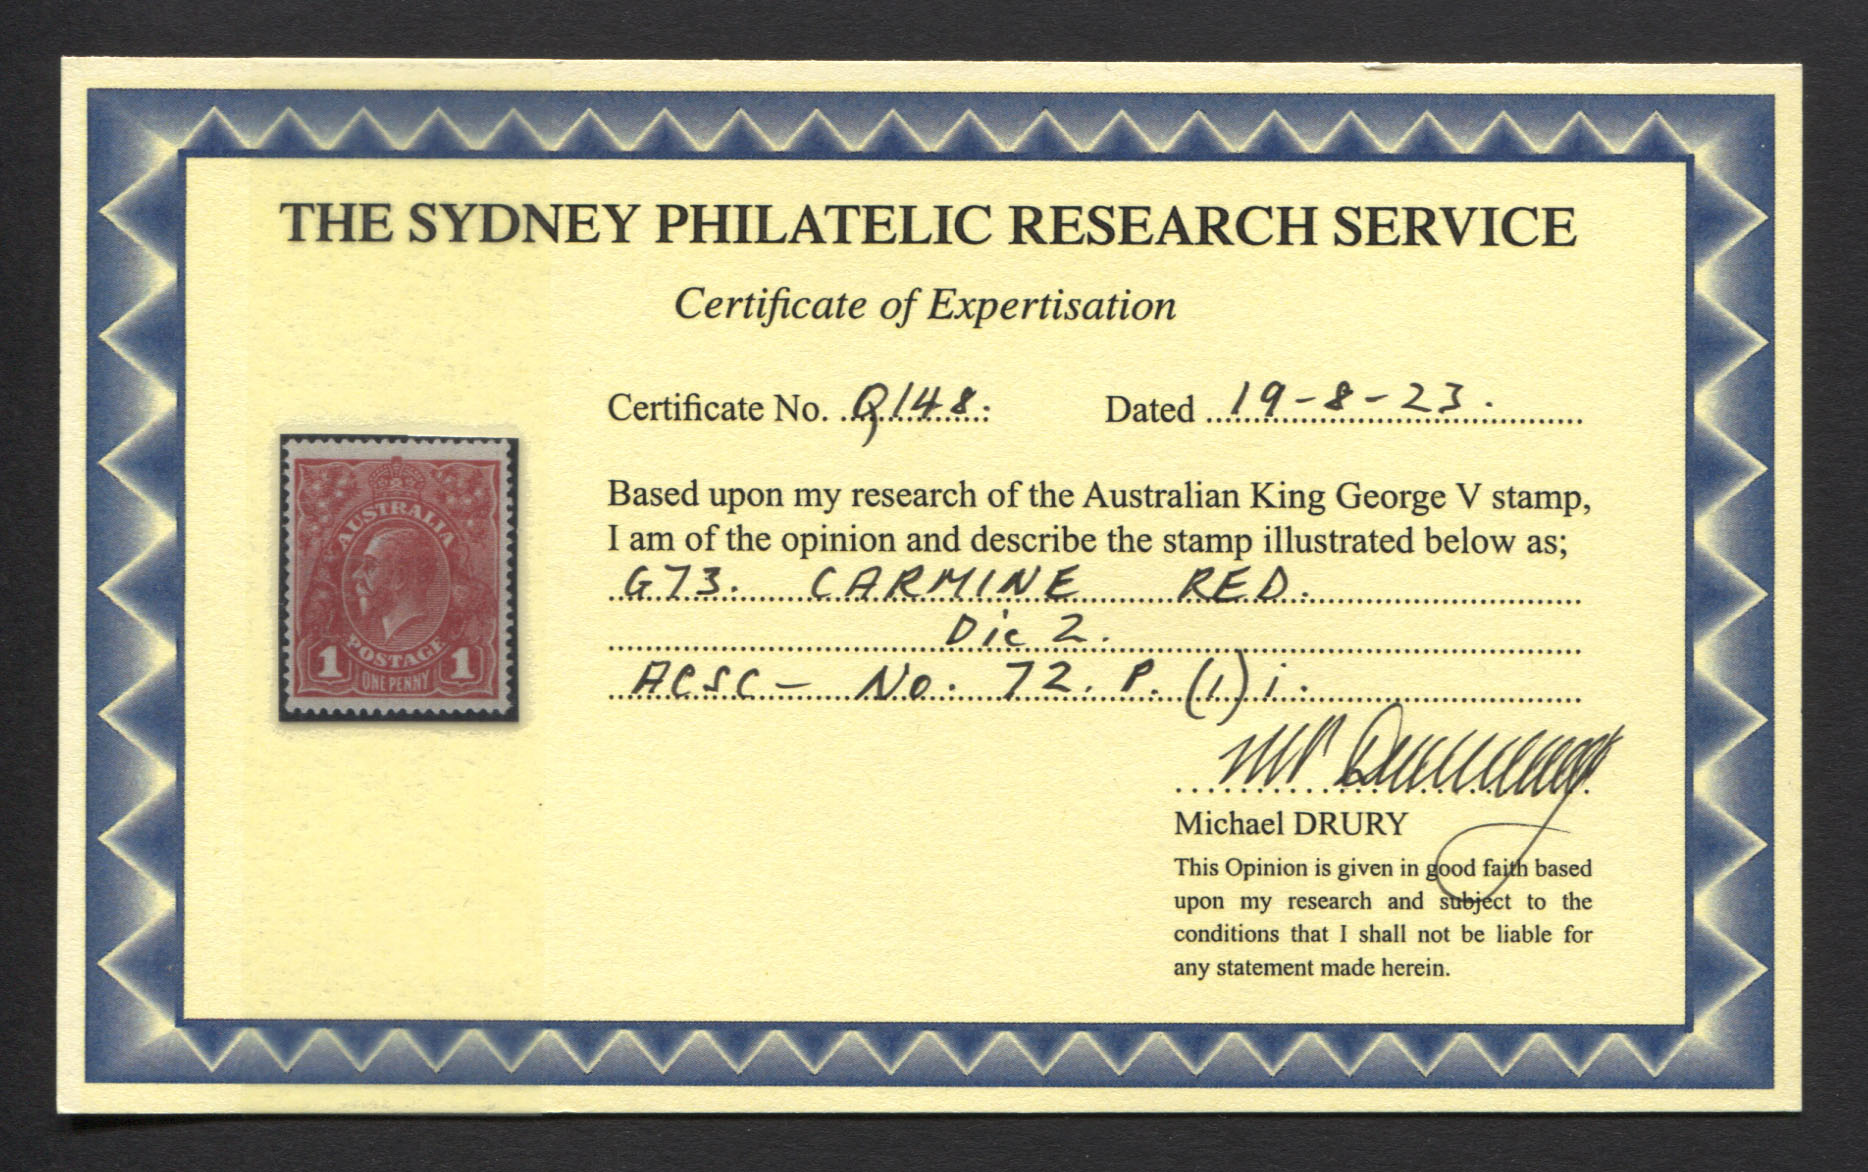 THE SYDNEY PHILATELIC RESEARCH SERVICE
Certificate of Expertisation
Certificate No. Q148.
Dated 19-8-23.
Based upon my research of the Australian King George V stamp,
I am of the opinion and describe the stamp illustrated below as;
G73. CARMINE RED.
Die 2.
ACSC - No. 72. P. (1) i.
AUSTRALIA
POSTAGE
1 ONE PENNY 1
Michael DRURY
This Opinion is given in good faith based
upon my research and subject to the
conditions that I shall not be liable for
any statement made herein.